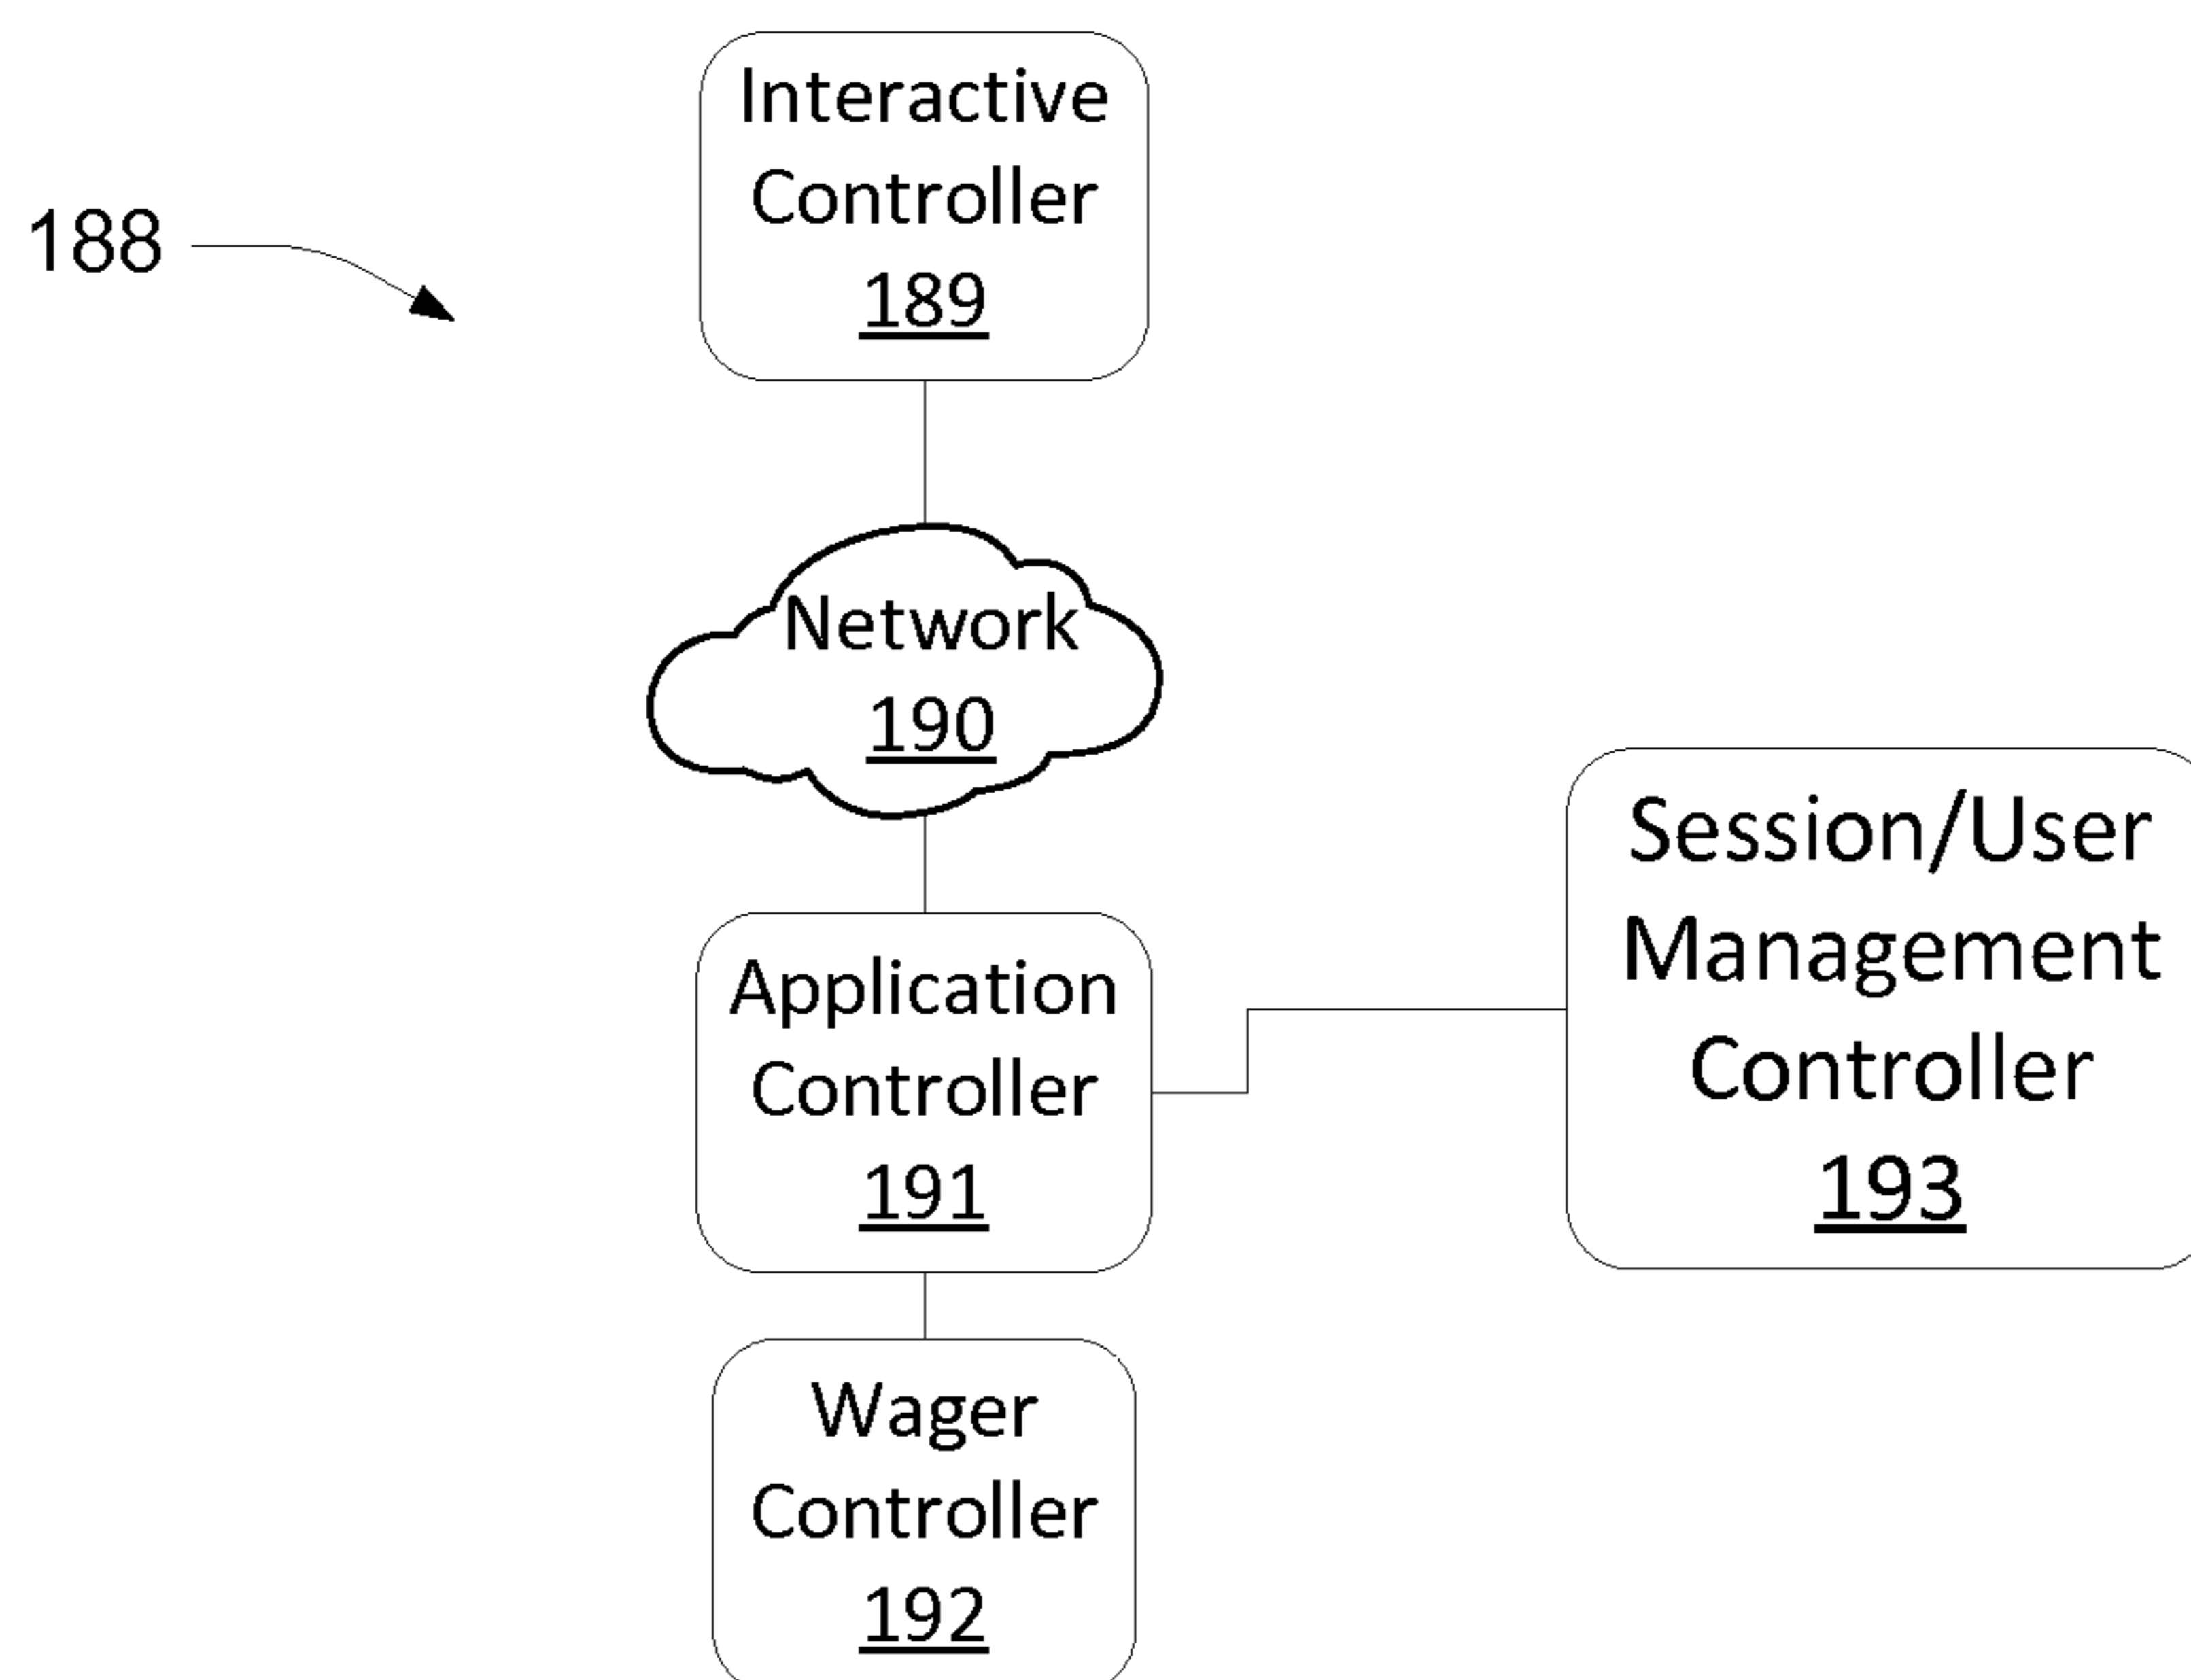 188
Interactive
Controller
189
Network
190
Application
Controller
191
Session/User
Management
Controller
193
Wager
Controller
192